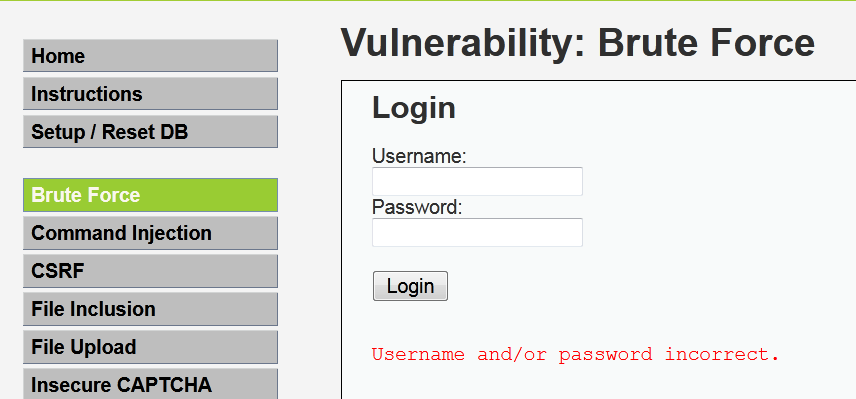 Home
Instructions
Setup / Reset DB
Brute Force
Command Injection
CSRF
File Inclusion
File Upload
Insecure CAPTCHA
Vulnerability: Brute Force
Login
Username:
Password:
Login
Username and/or password incorrect.